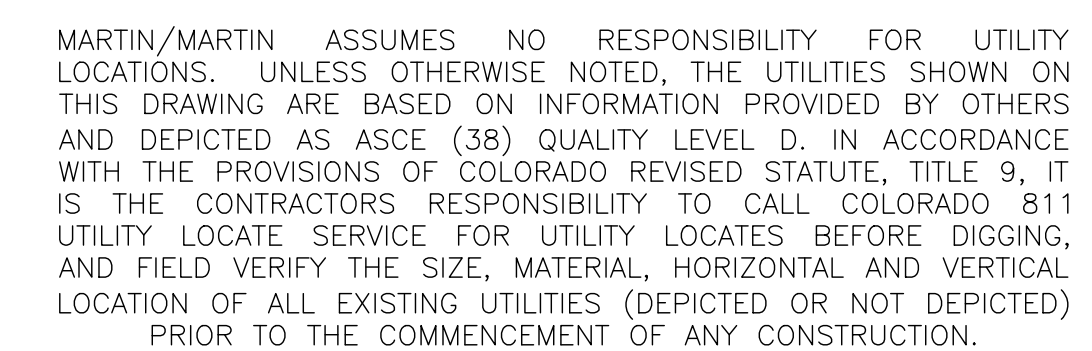 MARTIN/MARTIN ASSUMES NO RESPONSIBILITY FOR UTILITY
LOCATIONS. UNLESS OTHERWISE NOTED, THE UTILITIES SHOWN ON
THIS DRAWING ARE BASED ON INFORMATION PROVIDED BY OTHERS
AND DEPICTED AS ASCE (38) QUALITY LEVEL D. IN ACCORDANCE
WITH THE PROVISIONS OF COLORADO REVISED STATUTE, TITLE 9, IT
IS THE CONTRACTORS RESPONSIBILITY TO CALL COLORADO 811
UTILITY LOCATE SERVICE FOR UTILITY LOCATES BEFORE DIGGING,
AND FIELD VERIFY THE SIZE, MATERIAL, HORIZONTAL AND VERTICAL
LOCATION OF ALL EXISTING UTILITIES (DEPICTED OR NOT DEPICTED)
PRIOR TO THE COMMENCEMENT OF ANY CONSTRUCTION.